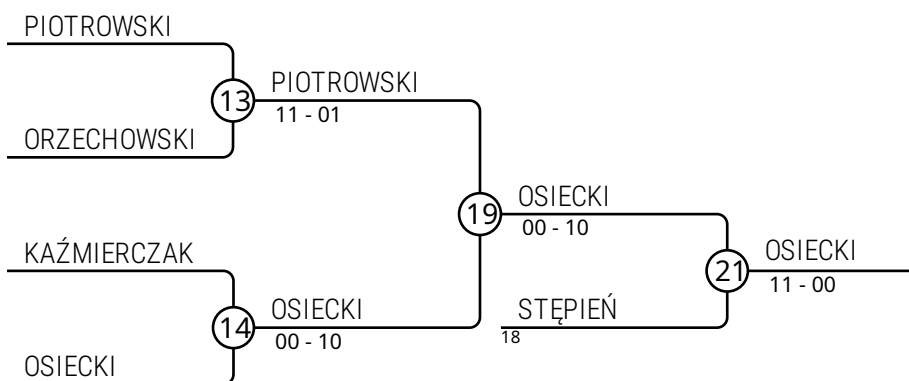 PIOTROWSKI
13
PIOTROWSKI
11 - 01
ORZECHOWSKI
19
OSIECKI
00 - 10
KAŹMIERCZAK
21
OSIECKI
11 - 00
14
OSIECKI
00 - 10
STĘPIEŃ
18
OSIECKI